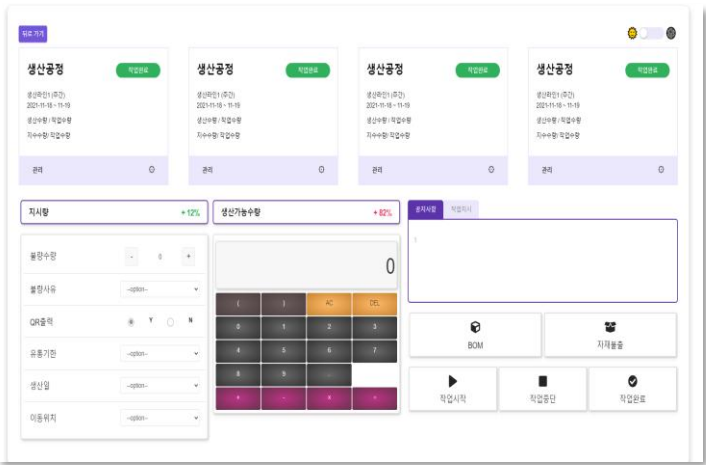 뒤로 가기
생산공정 작업완료
생산라인1 (주간)
2021-11-18 ~ 11-19
생산수량 / 작업수량
지수수량/ 작업수량
관리
생산공정 작업완료
생산라인1 (주간)
2021-11-18 ~ 11-19
생산수량 / 작업수량
지수수량/ 작업수량
관리
생산공정 작업완료
생산라인1 (주간)
2021-11-18 ~ 11-19
생산수량 / 작업수량
지수수량/ 작업수량
관리
생산공정 작업완료
생산라인1 (주간)
2021-11-18 ~ 11-19
생산수량 / 작업수량
지수수량/ 작업수량
관리
지시량 + 12%
생산가능수량 + 82%
공지사항 작업지시
불량수량 - 0 +
불량사유 --option--
QR출력 Y N
유통기한 --option--
생산일 --option--
이동위치 --option--
0
( ) AC DEL
0 1 2 3
4 5 6 7
8 9 .
+ -
BOM 자재불출
작업시작 작업중단 작업완료